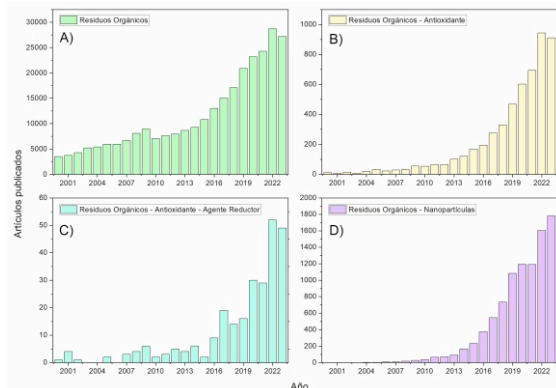 Artículos publicados
Residuos Orgánicos
A)
30000
25000
20000
15000
10000
5000
0
2001 2004 2007 2010 2013 2016 2019 2022
Residuos Orgánicos - Antioxidante
B)
1000
800
600
400
200
0
2001 2004 2007 2010 2013 2016 2019 2022
Residuos Orgánicos - Antioxidante - Agente Reductor
C)
60
50
40
30
20
10
0
2001 2004 2007 2010 2013 2016 2019 2022
Residuos Orgánicos - Nanopartículas
D)
2000
1800
1600
1400
1200
1000
800
600
400
200
0
2001 2004 2007 2010 2013 2016 2019 2022
Año